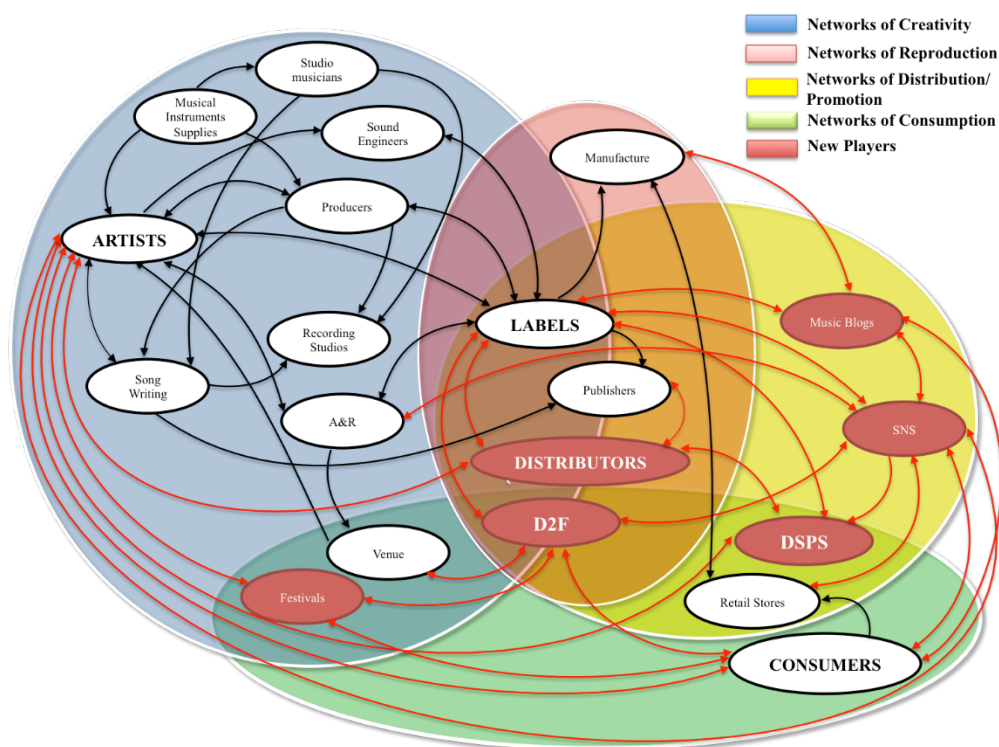 Networks of Creativity
Networks of Reproduction
Networks of Distribution/
Promotion
Networks of Consumption
New Players
Studio
musicians
Musical
Instruments
Supplies
Sound
Engineers
Manufacture
Producers
ARTISTS
LABELS
Music Blogs
Recording
Studios
Song
Writing
Publishers
A&R
SNS
DISTRIBUTORS
D2F
DSPS
Venue
Festivals
Retail Stores
CONSUMERS